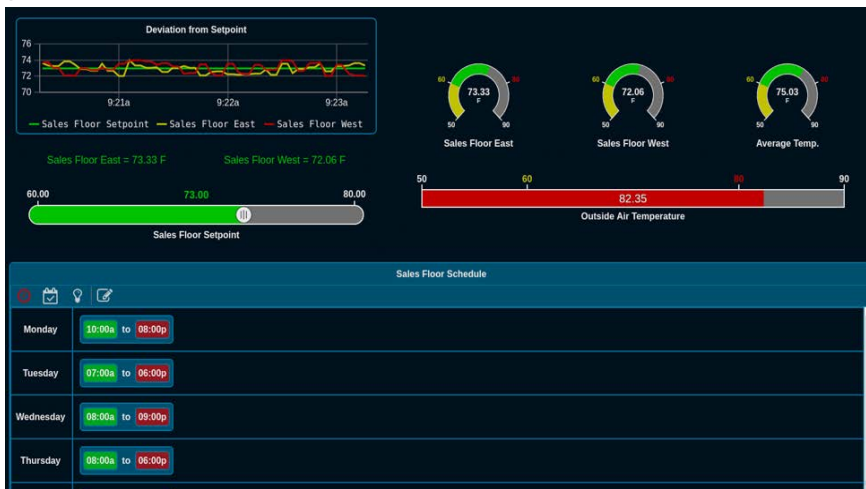 Deviation from Setpoint
76
74
72
70
9:21a 9:22a 9:23a
Sales Floor Setpoint Sales Floor East Sales Floor West
60 80
73.33
F
50 90
Sales Floor East
60 80
72.06
F
50 90
Sales Floor West
60 80
75.03
F
50 90
Average Temp.
Sales Floor East = 73.33 F Sales Floor West = 72.06 F
60.00 73.00 80.00
Sales Floor Setpoint
50 60 80 90
82.35
Outside Air Temperature
Sales Floor Schedule
Monday 10:00a to 08:00p
Tuesday 07:00a to 06:00p
Wednesday 08:00a to 09:00p
Thursday 08:00a to 06:00p